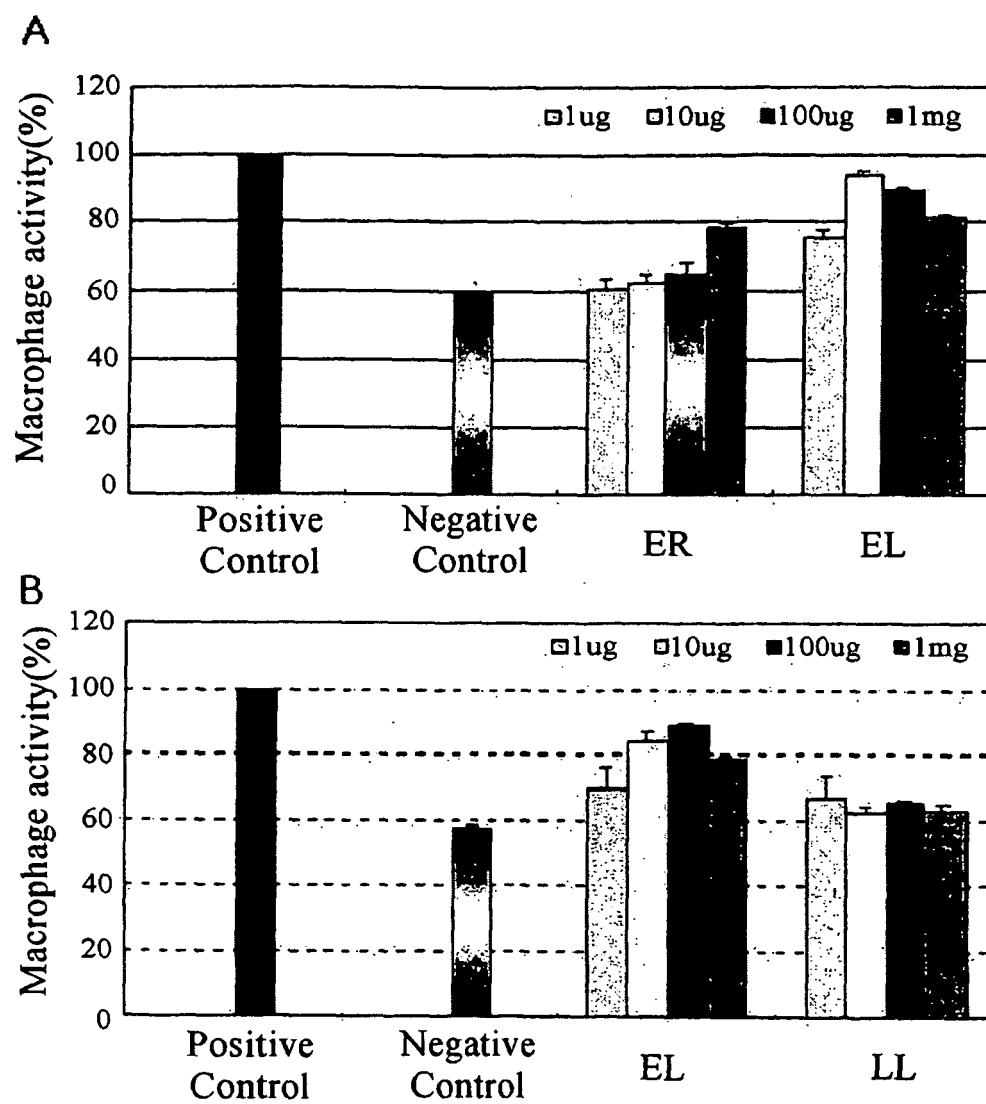 A
Macrophage activity(%)
120
100
80
60
40
20
0
1ug 10ug 100ug 1mg
Positive Control
Negative Control
ER
EL
B
Macrophage activity(%)
120
100
80
60
40
20
0
1ug 10ug 100ug 1mg
Positive Control
Negative Control
EL
LL